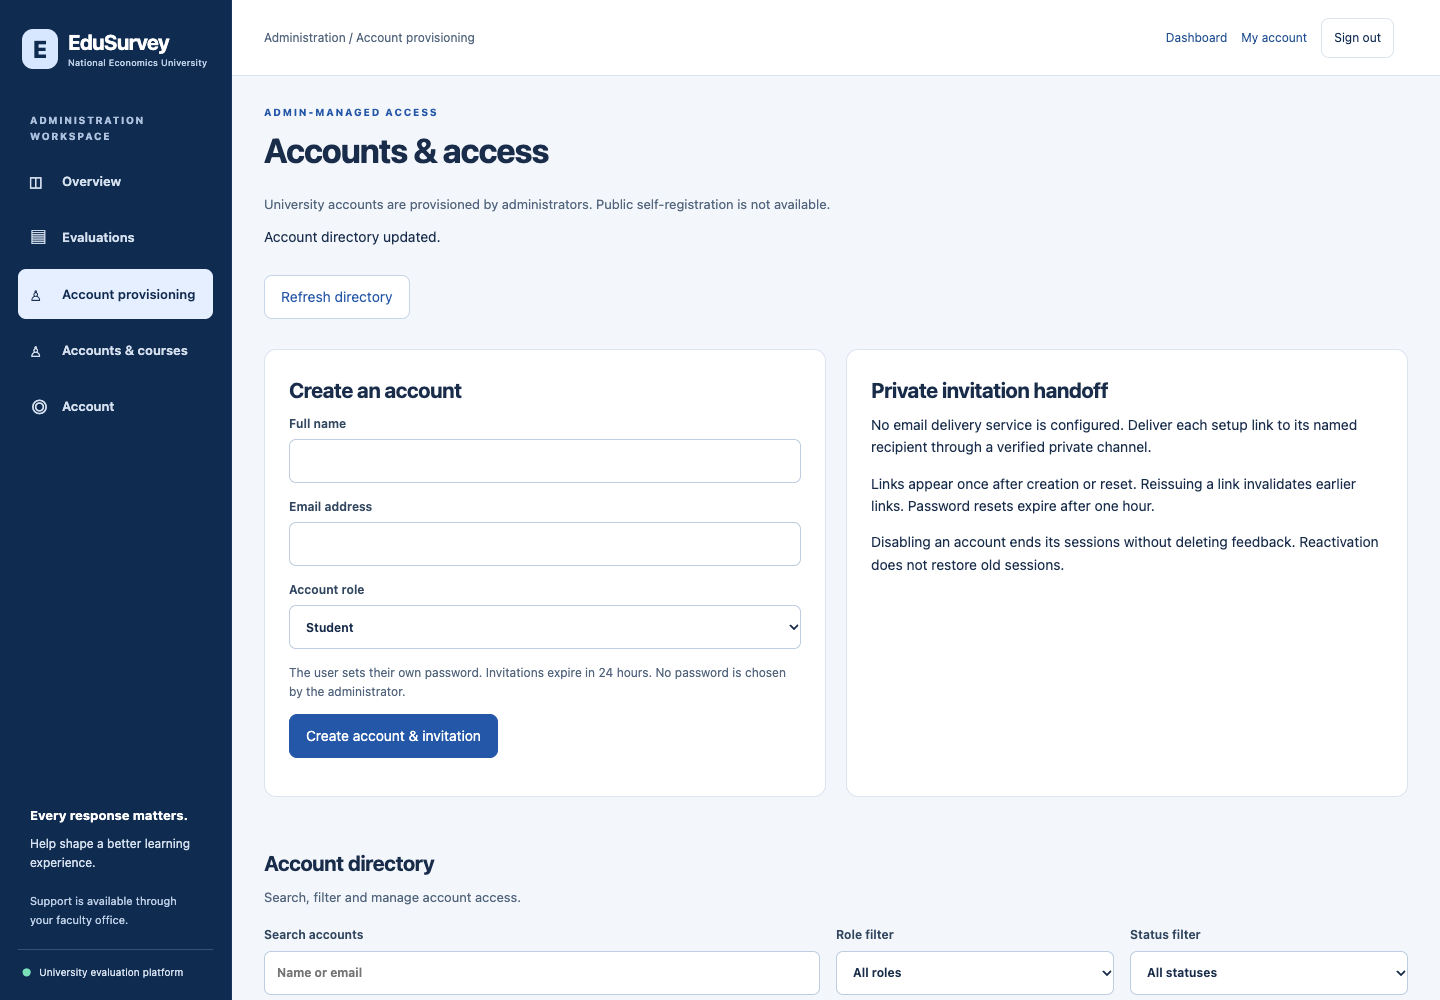 E
EduSurvey
National Economics University
ADMINISTRATION
WORKSPACE
Overview
Evaluations
Account provisioning
Accounts & courses
Account
Every response matters.
Help shape a better learning
experience.
Support is available through
your faculty office.
University evaluation platform
Administration / Account provisioning
Dashboard
My account
Sign out
ADMIN-MANAGED ACCESS
Accounts & access
University accounts are provisioned by administrators. Public self-registration is not available.
Account directory updated.
Refresh directory
Create an account
Full name
Email address
Account role
Student
The user sets their own password. Invitations expire in 24 hours. No password is chosen
by the administrator.
Create account & invitation
Private invitation handoff
No email delivery service is configured. Deliver each setup link to its named
recipient through a verified private channel.
Links appear once after creation or reset. Reissuing a link invalidates earlier
links. Password resets expire after one hour.
Disabling an account ends its sessions without deleting feedback. Reactivation
does not restore old sessions.
Account directory
Search, filter and manage account access.
Search accounts
Name or email
Role filter
All roles
Status filter
All statuses